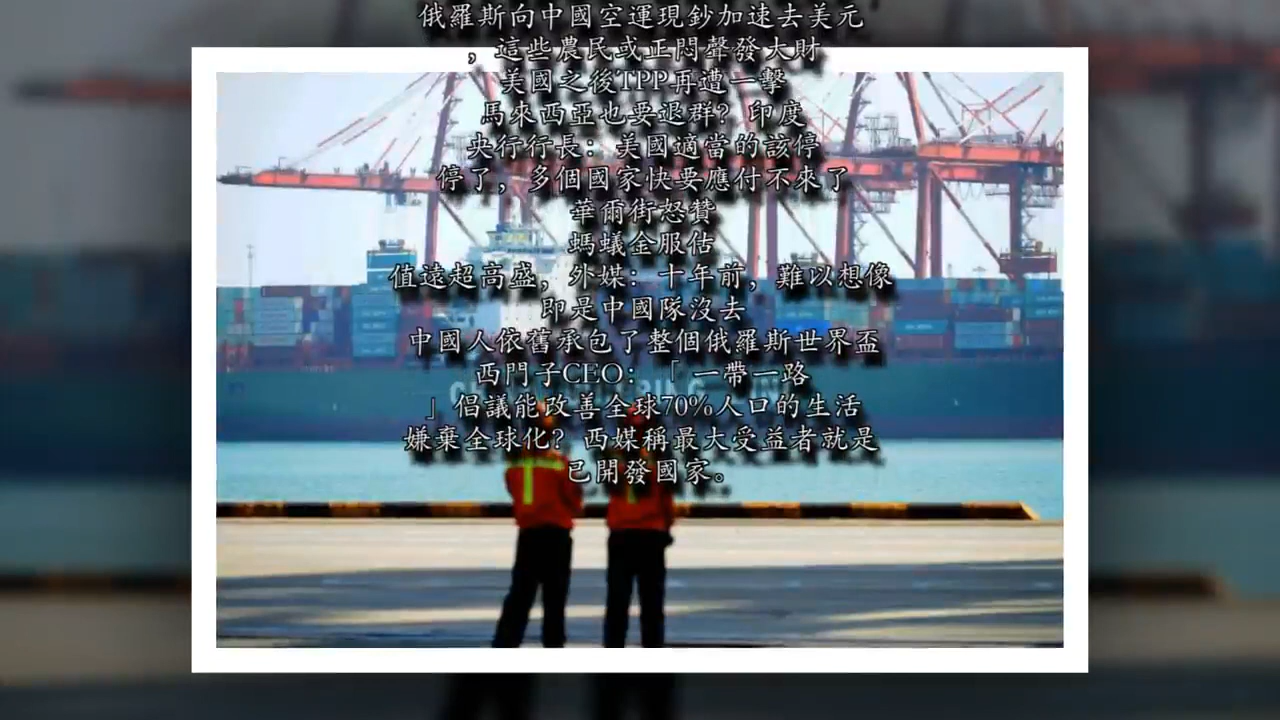 俄羅斯向中國空運現鈔加速去美元
，這些農民或正悶聲發大財
美國之後TPP再遭一擊
馬來西亞也要退群？印度
央行行長：美國適當的該停
停了，多個國家快要應付不來了
華爾街怒贊
螞蟻金服估
值遠超高盛，外媒：十年前，難以想像
即是中國隊沒去
中國人依舊承包了整個俄羅斯世界盃
西門子CEO：「 一帶一路
」倡議能改善全球70%人口的生活
嫌棄全球化？西媒稱最大受益者就是
已開發國家。